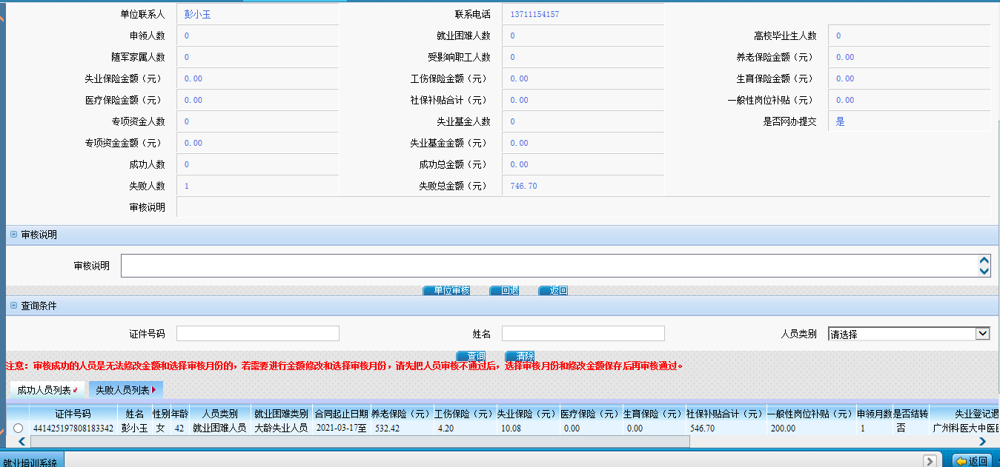 单位联系人 彭小玉 联系电话 13711154157
申领人数 0 就业困难人数 0 高校毕业生人数 0
随军家属人数 0 受影响职工人数 0 养老保险金额（元） 0.00
失业保险金额（元） 0.00 工伤保险金额（元） 0.00 生育保险金额（元） 0.00
医疗保险金额（元） 0.00 社保补贴合计（元） 0.00 一般性岗位补贴（元） 0.00
专项资金人数 0 失业基金人数 0 是否网办提交 是
专项资金金额（元） 0.00 失业基金金额（元） 0.00
成功人数 0 成功总金额（元） 0.00
失败人数 1 失败总金额（元） 746.70
审核说明
审核说明
审核说明
单位审核 回退 返回
查询条件
证件号码 姓名 人员类别 请选择
查询 清除
注意：审核成功的人员是无法修改金额和选择审核月份的，若需要进行金额修改和选择审核月份，请先把人员审核不通过后，选择审核月份和修改金额保存后再审核通过。
成功人员列表 失败人员列表
证件号码 姓名 性别 年龄 人员类别 就业困难类别 合同起止日期 养老保险（元） 工伤保险（元） 失业保险（元） 医疗保险（元） 生育保险（元） 社保补贴合计（元） 一般性岗位补贴（元） 申领月数 是否结转 失业登记退
441425197808183342 彭小玉 女 42 就业困难人员 大龄失业人员 2021-03-17至 532.42 4.20 10.08 0.00 0.00 546.70 200.00 1 否 广州科医大中医医
就业培训系统 返回